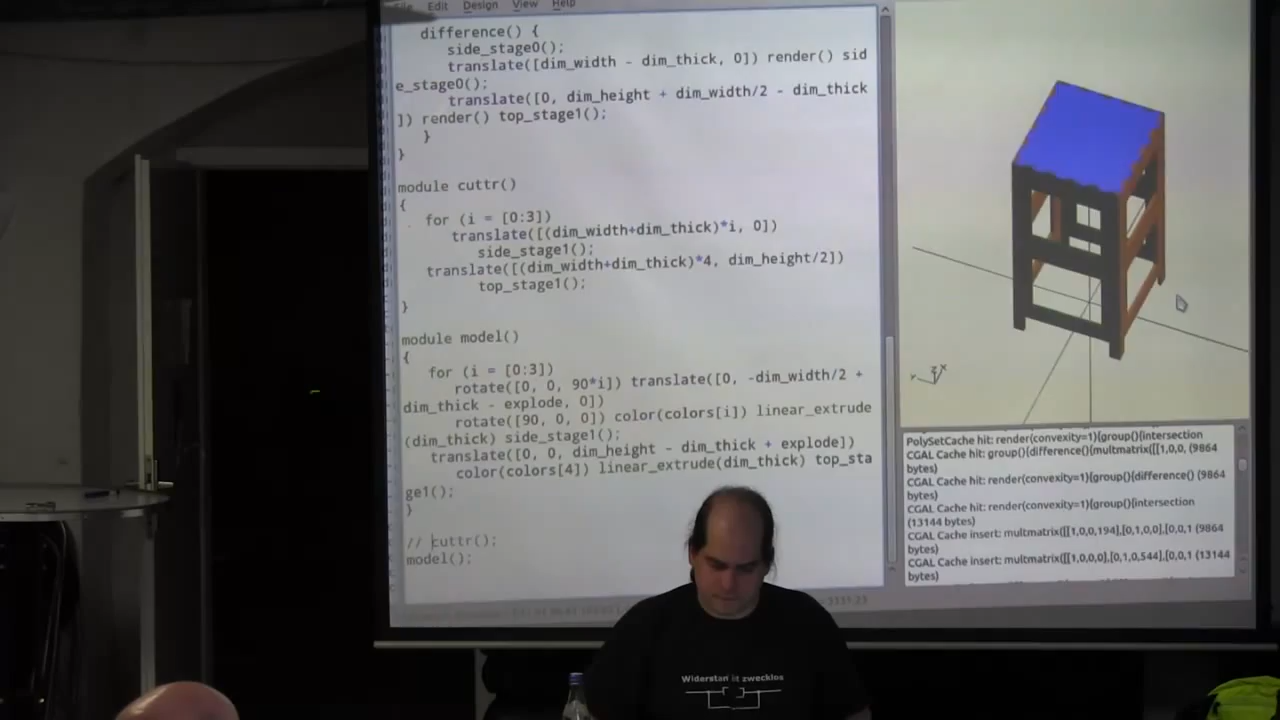 Edit Design View Help
difference() {
side_stage0();
translate([dim_width - dim_thick, 0]) render() sid
e_stage0();
translate([0, dim_height + dim_width/2 - dim_thick
]) render() top_stage1();
}
}
module cuttr()
{
for (i = [0:3])
translate([(dim_width+dim_thick)*i, 0])
side_stage1();
translate([(dim_width+dim_thick)*4, dim_height/2])
top_stage1();
}
module model()
{
for (i = [0:3])
rotate([0, 0, 90*i]) translate([0, -dim_width/2 +
dim_thick - explode, 0])
rotate([90, 0, 0]) color(colors[i]) linear_extrude
(dim_thick) side_stage1();
translate([0, 0, dim_height - dim_thick + explode])
color(colors[4]) linear_extrude(dim_thick) top_sta
ge1();
}
// cuttr();
model();
PolySetCache hit: render(convexity=1){group(){intersection
CGAL Cache hit: group(){difference(){multmatrix([[1,0,0, (9864
bytes)
CGAL Cache hit: render(convexity=1){group(){difference() (9864
bytes)
CGAL Cache hit: render(convexity=1){group(){intersection
(13144 bytes)
CGAL Cache insert: multmatrix([[1,0,0,194],[0,1,0,0],[0,0,1 (9864
bytes)
CGAL Cache insert: multmatrix([[1,0,0,0],[0,1,0,544],[0,0,1 (13144
bytes)
Widerstan ist zwecklos